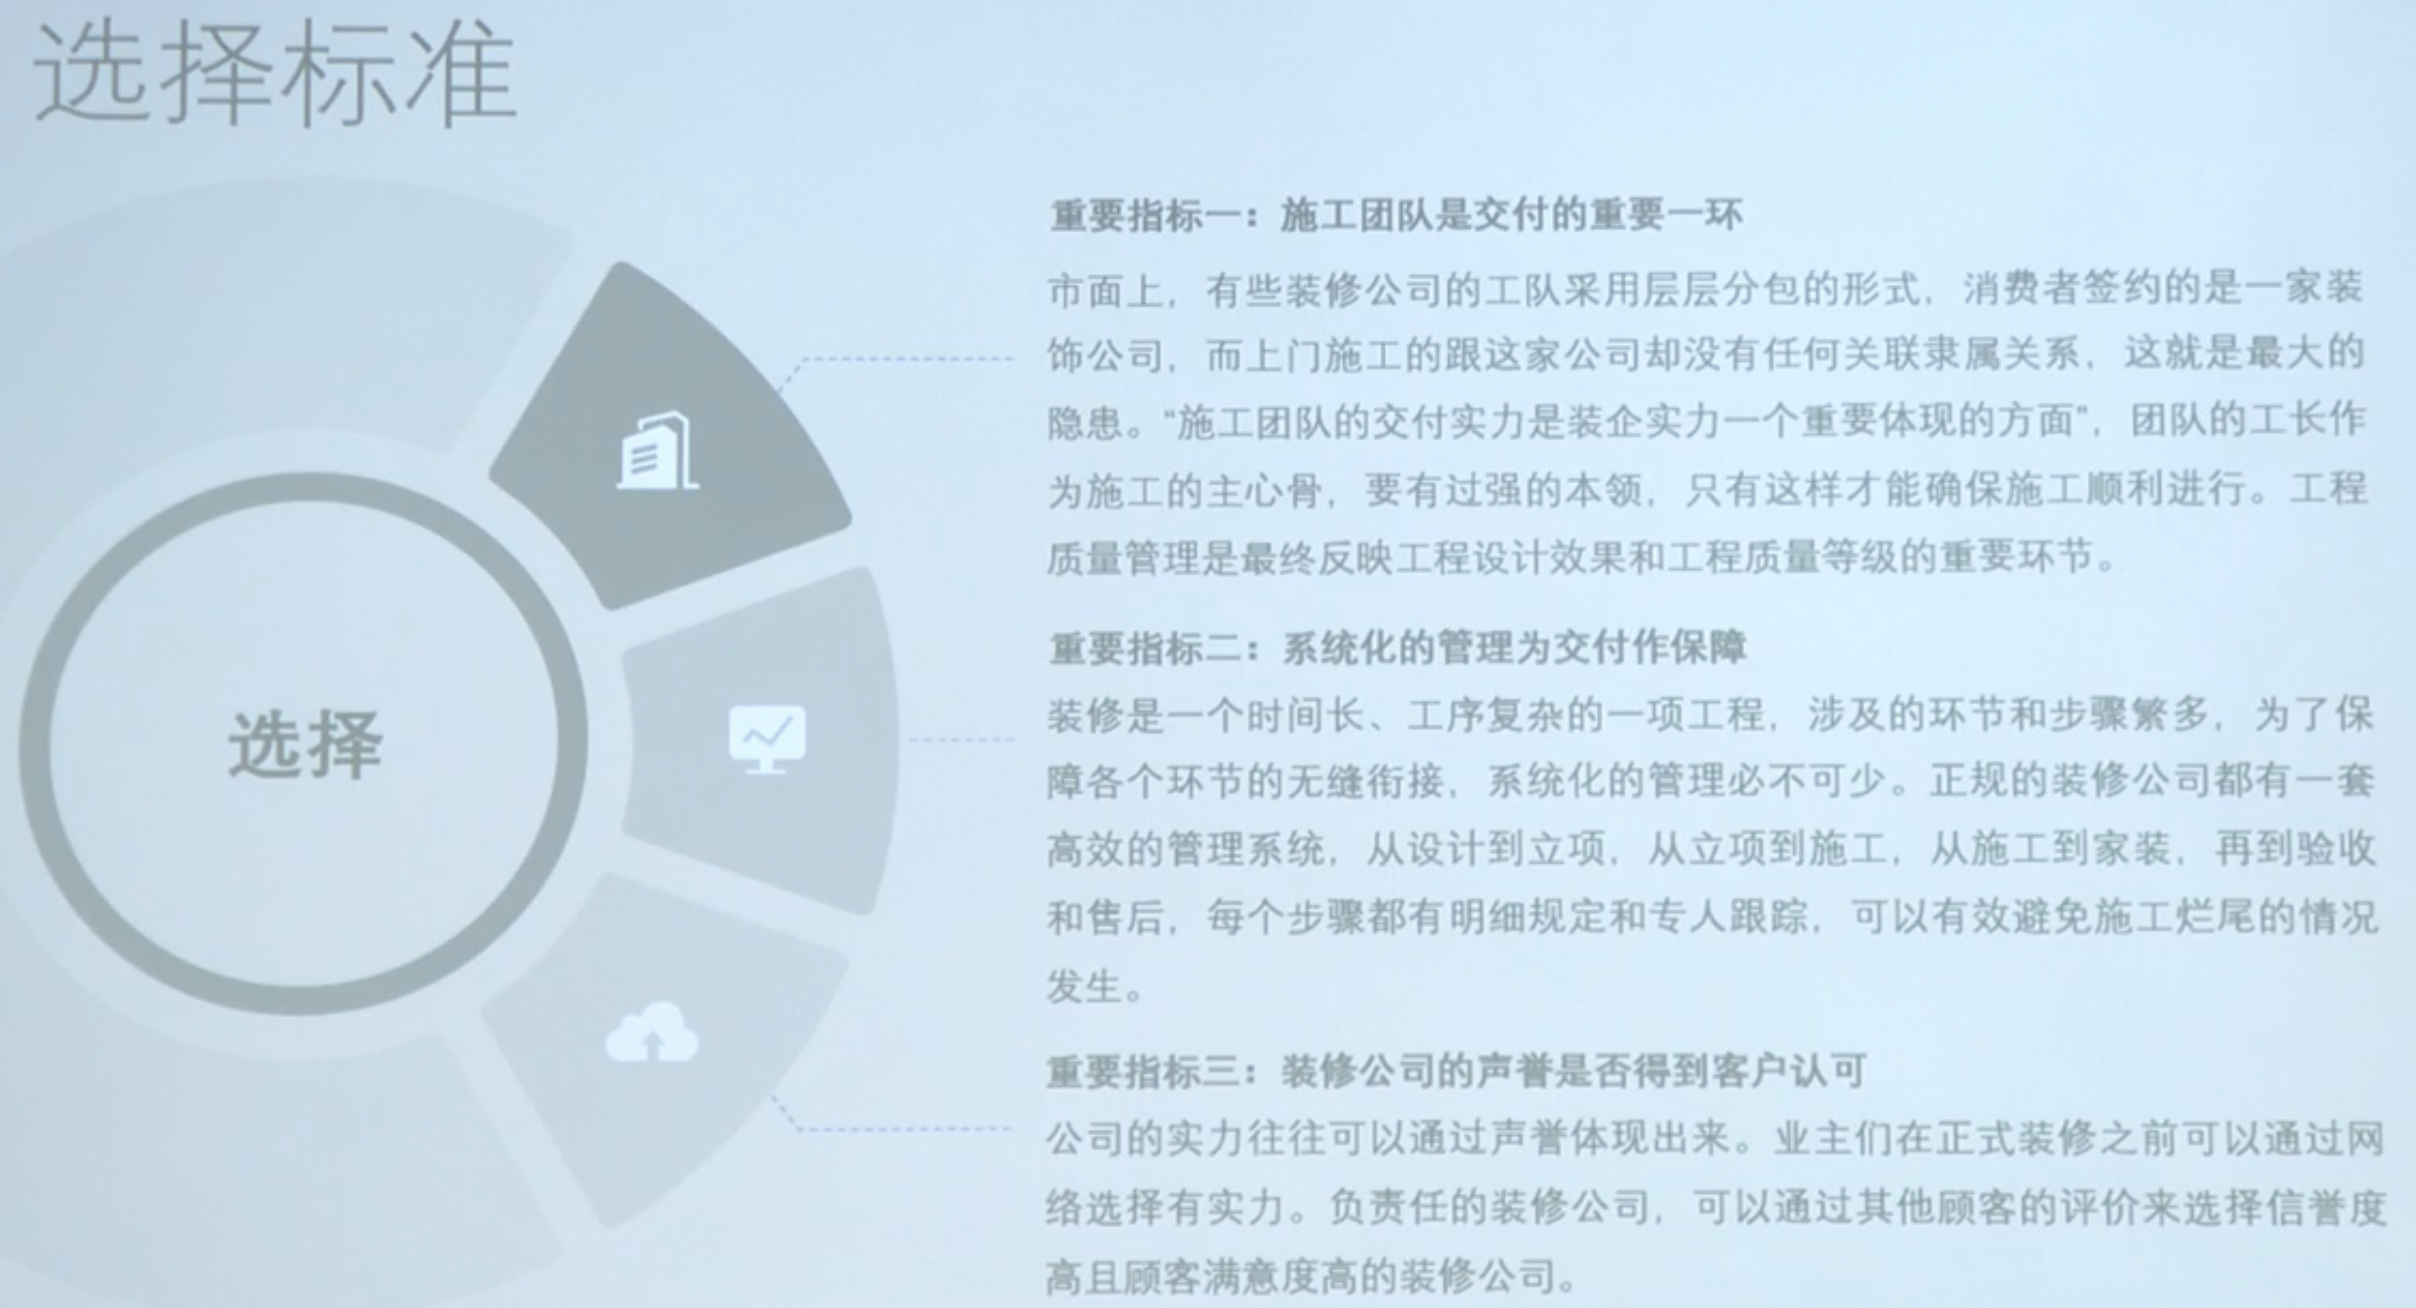 选择标准
选择
重要指标一：施工团队是交付的重要一环
市面上，有些装修公司的工队采用层层分包的形式，消费者签约的是一家装
饰公司，而上门施工的跟这家公司却没有任何关联隶属关系，这就是最大的
隐患。“施工团队的交付实力是装企实力一个重要体现的方面”，团队的工长作
为施工的主心骨，要有过强的本领，只有这样才能确保施工顺利进行。工程
质量管理是最终反映工程设计效果和工程质量等级的重要环节。
重要指标二：系统化的管理为交付作保障
装修是一个时间长、工序复杂的一项工程，涉及的环节和步骤繁多，为了保
障各个环节的无缝衔接，系统化的管理必不可少。正规的装修公司都有一套
高效的管理系统，从设计到立项，从立项到施工，从施工到家装，再到验收
和售后，每个步骤都有明细规定和专人跟踪，可以有效避免施工烂尾的情况
发生。
重要指标三：装修公司的声誉是否得到客户认可
公司的实力往往可以通过声誉体现出来。业主们在正式装修之前可以通过网
络选择有实力。负责任的装修公司，可以通过其他顾客的评价来选择信誉度
高且顾客满意度高的装修公司。